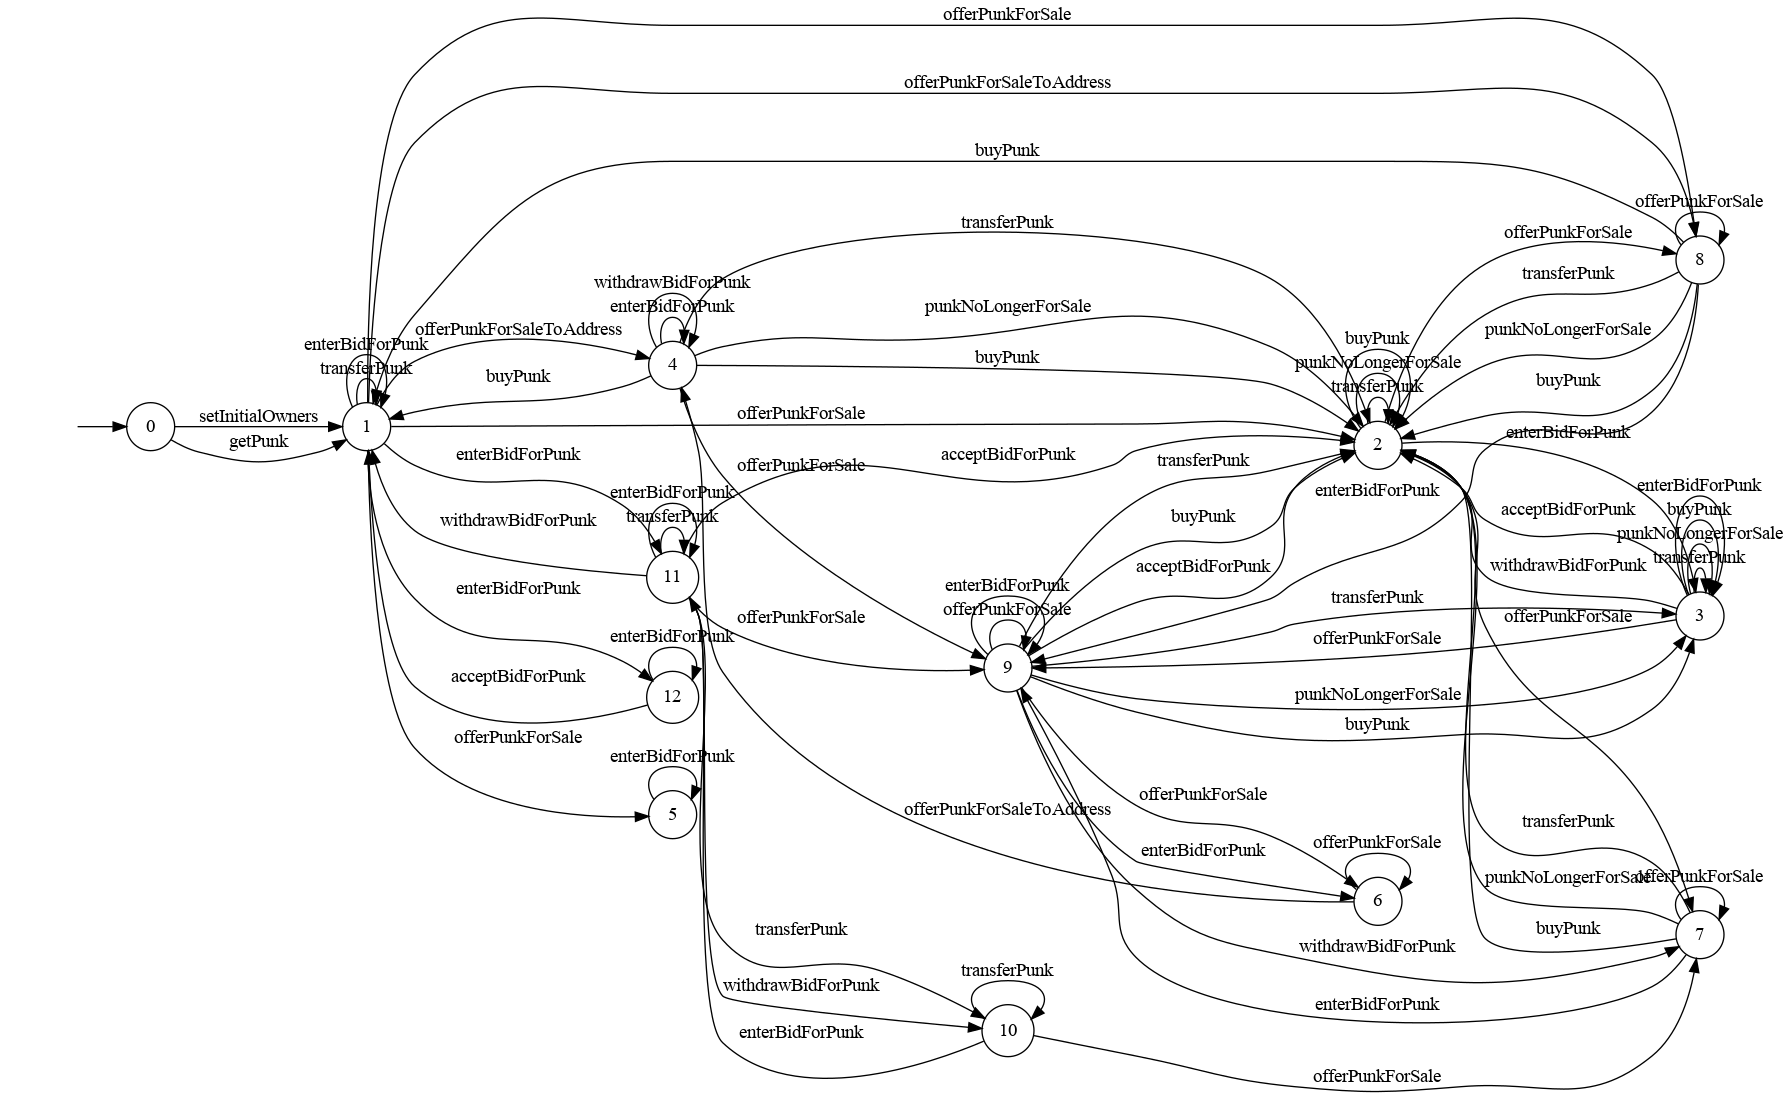 offerPunkForSale
offerPunkForSaleToAddress
buyPunk
offerPunkForSale
transferPunk
offerPunkForSale
8
transferPunk
withdrawBidForPunk
enterBidForPunk
punkNoLongerForSale
punkNoLongerForSale
offerPunkForSaleToAddress
buyPunk
enterBidForPunk
4
buyPunk
punkNoLongerForSale
transferPunk
buyPunk
buyPunk
transferPunk
setInitialOwners
offerPunkForSale
0
1
2
getPunk
enterBidForPunk
enterBidForPunk
acceptBidForPunk
transferPunk
offerPunkForSale
enterBidForPunk
enterBidForPunk
enterBidForPunk
buyPunk
acceptBidForPunk
withdrawBidForPunk
transferPunk
buyPunk
punkNoLongerForSale
transferPunk
acceptBidForPunk
withdrawBidForPunk
11
enterBidForPunk
enterBidForPunk
offerPunkForSale
transferPunk
offerPunkForSale
offerPunkForSale
3
enterBidForPunk
offerPunkForSale
9
acceptBidForPunk
12
punkNoLongerForSale
buyPunk
offerPunkForSale
enterBidForPunk
offerPunkForSale
5
offerPunkForSaleToAddress
transferPunk
offerPunkForSale
enterBidForPunk
punkNoLongerForSale
offerPunkForSale
6
transferPunk
buyPunk
7
withdrawBidForPunk
transferPunk
withdrawBidForPunk
enterBidForPunk
10
enterBidForPunk
offerPunkForSale